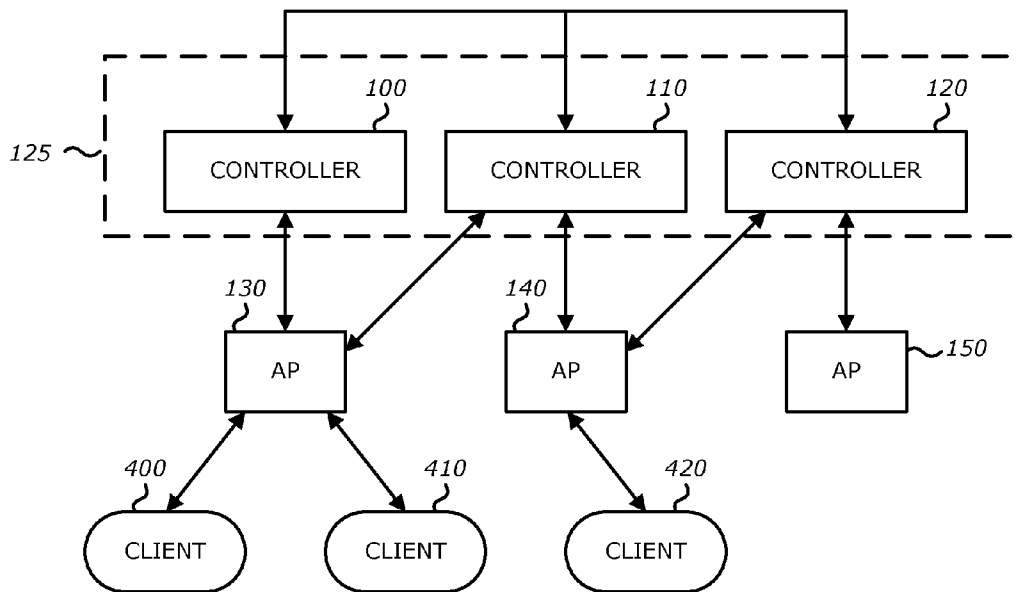 100 110 120
125 CONTROLLER CONTROLLER CONTROLLER
130 140
AP AP AP 150
400 410 420
CLIENT CLIENT CLIENT